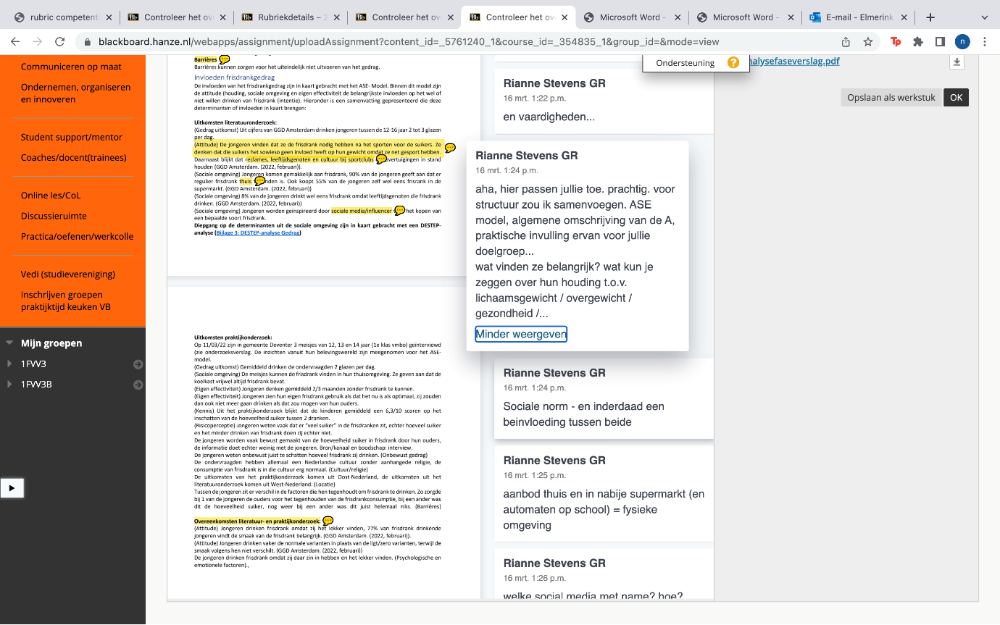 rubric competent
Controleer het ov
Rubriekdetails – 2
Controleer het ov
Controleer het ov
Microsoft Word -
Microsoft Word -
E-mail - Elmerink
blackboard.hanze.nl/webapps/assignment/uploadAssignment?content_id=_5761240_1&course_id=_354835_1&group_id=&mode=view
n
Communiceren op maat
Ondernemen, organiseren
en innoveren
Student support/mentor
Coaches/docent(trainees)
Online les/CoL
Discussieruimte
Practica/oefenen/werkcolle
Vedi (studievereniging)
Inschrijven groepen
praktijktijd keuken VB
Mijn groepen
1FVV3
1FVV3B
Barrières
Barrières kunnen zorgen voor het uiteindelijk niet uitvoeren van het gedrag.
Invloeden frisdrankgedrag
De invloeden van het frisdrankgedrag zijn in kaart gebracht met het ASE- Model. Binnen dit model zijn
de attitude (houding, sociale omgeving en eigen effectiviteit de belangrijkste invloeden op het wel of
niet willen drinken van frisdrank (intentie). Hieronder is een samenvatting gepresenteerd die deze
determinanten of invloeden in kaart brengen:
Uitkomsten literatuuronderzoek:
(Gedrag uitkomst) Uit cijfers van GGD Amsterdam drinken jongeren tussen de 12-16 jaar 2 tot 3 glazen
per dag.
(Attitude) De jongeren vinden dat ze de frisdrank nodig hebben na het sporten voor de suikers. Ze
denken dat die suikers het sowieso geen invloed heeft op hun gewicht omdat ze net gesport hebben.
Daarnaast blijkt dat reclames, leeftijdsgenoten en cultuur bij sportclubs overtuigingen in stand
houden (GGD Amsterdam. (2022, februari)).
(Sociale omgeving) Jongeren komen gemakkelijk aan frisdrank, 90% van de jongeren geeft aan dat er
regulier frisdrank thuis nden is. Ook koopt 55% van de jongeren zelf wel eens frisrank in de
supermarkt. (GGD Amsterdam. (2022, februari))
(Sociale omgeving) 8% van de jongeren drinkt wel eens frisdrank omdat leeftijdsgenoten die frisdrank
drinken. (GGD Amsterdam. (2022, februari))
(Sociale omgeving) Jongeren worden geïnspireerd door sociale media/influencer het kopen van
een bepaalde soort frisdrank.
Diepgang op de determinanten uit de sociale omgeving zijn in kaart gebracht met een DESTEP-
analyse (Bijlage 3: DESTEP-analyse Gedrag)
Uitkomsten praktijkonderzoek:
Op 11/03/22 zijn in gemeente Deventer 3 meisjes van 12, 13 en 14 jaar (1e klas vmbo) geïnterviewd
(zie onderzoeksverslag. De inzichten vanuit hun belevingswereld zijn meegenomen voor het ASE-
model.
(Gedrag uitkomst) Gemiddeld drinken de ondervraagden 2 glazen per dag.
(Sociale omgeving) De meisjes kunnen de frisdrank vinden in hun thuisomgeving. Ze geven aan dat de
koelkast vrijwel altijd frisdrank bevat.
(Eigen effectiviteit) Jongeren denken gemiddeld 2/3 maanden zonder frisdrank te kunnen.
(Eigen effectiviteit) Jongeren zien hun eigen frisdrank gebruik als dat het nu is als optimaal, zij zouden
dan ook niet meer gaan drinken als dat zou mogen van hun ouders.
(Kennis) Uit het praktijkonderzoek blijkt dat de kinderen gemiddeld een 6,3/10 scoren op het
inschatten van de hoeveelheid suiker tussen 2 dranken.
(Risicoperceptie) Jongeren weten vaak dat er "veel suiker" in de frisdranken zit, echter hoeveel suiker
en het minder drinken van frisdrank doen zij echter niet.
De jongeren worden vaak bewust gemaakt van de hoeveelheid suiker in frisdrank door hun ouders,
de informatie doet echter weinig met de jongeren. Bron/kanaal en boodschap: interview.
De jongeren weten onbewust juist te schatten hoeveel frisdrank zij drinken. (Onbewust gedrag)
De ondervraagden hebben allemaal een Nederlandse cultuur zonder aanhangede religie, de
consumptie van frisdrank is in die cultuur erg normaal. (Cultuur/religie)
De uitkomsten van het praktijkonderzoek komen uit Oost-Nederland, de uitkomsten uit het
literatuuronderzoek komen uit West-Nederland. (Locatie)
Tussen de jongeren zit er verschil in de factoren die hen tegenhoudt om frisdrank te drinken. Zo zorgde
bij 1 van de jongeren de ouders voor het tegenhouden van de frisdrankconsumptie, bij een ander was
dit de hoeveelheid suiker, nog weer bij een ander was dit juist helemaal niks. (Barrières)
Overeenkomsten literatuur- en praktijkonderzoek:
(Attitude) Jongeren drinken frisdrank omdat zij het lekker vinden, 77% van frisdrank drinkende
jongeren vindt de smaak van de frisdrank belangrijk. (GGD Amsterdam. (2022, februari)).
(Attitude) Jongeren drinken vaker de normale varianten in plaats van de ligt/zero varianten, terwijl de
smaak volgens hen niet verschilt. (GGD Amsterdam. (2022, februari))
De jongeren drinken frisdrank omdat zij daar zin in hebben en het lekker vinden. (Psychologische en
emotionele factoren).,
Rianne Stevens GR
16 mrt. 1:22 p.m.
en vaardigheden...
Rianne Stevens GR
16 mrt. 1:24 p.m.
aha, hier passen jullie toe. prachtig. voor
structuur zou ik samenvoegen. ASE
model, algemene omschrijving van de A,
praktische invulling ervan voor jullie
doelgroep...
wat vinden ze belangrijk? wat kun je
zeggen over hun houding t.o.v.
lichaamsgewicht / overgewicht /
gezondheid /...
Minder weergeven
Rianne Stevens GR
16 mrt. 1:24 p.m.
Sociale norm - en inderdaad een
beinvloeding tussen beide
Rianne Stevens GR
16 mrt. 1:25 p.m.
aanbod thuis en in nabije supermarkt (en
automaten op school) = fysieke
omgeving
Rianne Stevens GR
16 mrt. 1:26 p.m.
welke social media met name? hoe?
Ondersteuning ?
nalysefaseverslag.pdf
Opslaan als werkstuk
OK